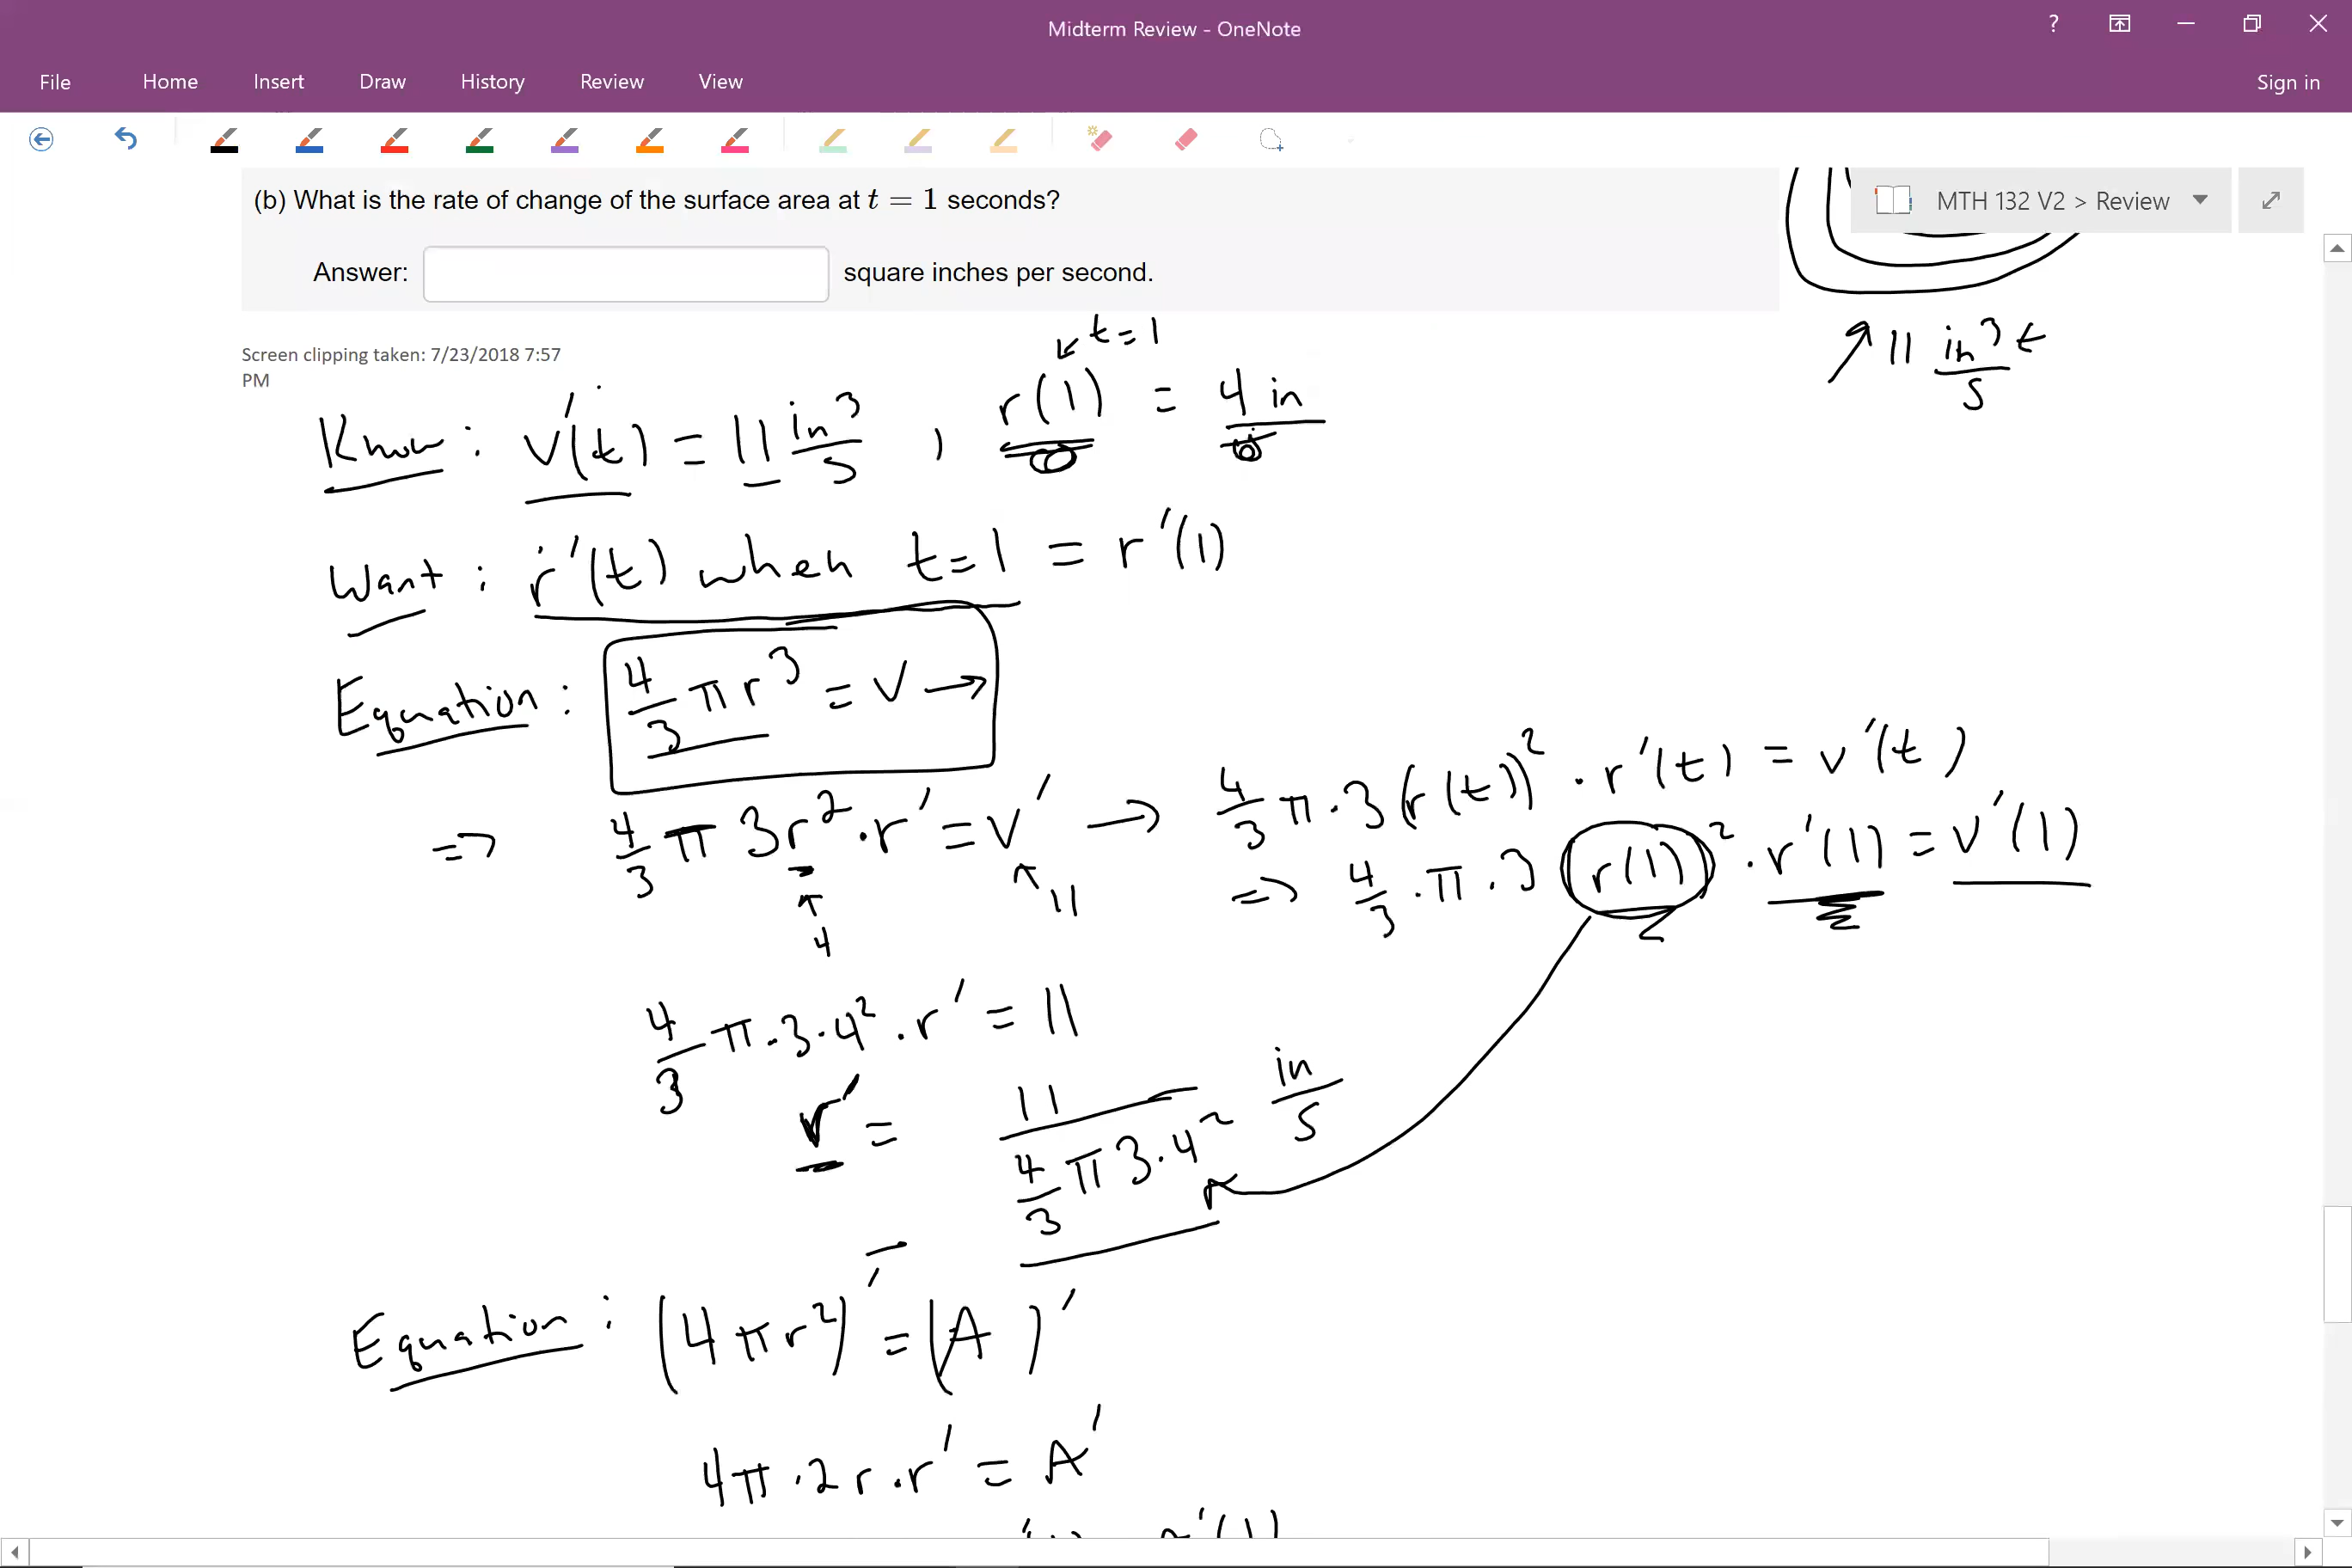 Midterm Review - OneNote
?
File Home Insert Draw History Review View Sign in
(b) What is the rate of change of the surface area at t = 1 seconds?
MTH 132 V2 > Review
Answer: square inches per second.
Screen clipping taken: 7/23/2018 7:57
PM
t=1
11 in³/s
Know: V'(t) = 11 in³/s , r(1) = 4 in
Want: r'(t) when t=1 = r'(1)
Equation: 4/3 πr³ = V →
⇒ 4/3 π 3r² · r' = V' → 4/3 π · 3(r(t))² · r'(t) = V'(t)
↑ 4 ↖ 11
⇒ 4/3 · π · 3 (r(1))² · r'(1) = V'(1)
4/3 π · 3 · 4² · r' = 11
r' = 11/(4/3 π 3 · 4²) in/s
Equation: (4πr²)' = (A)'
4π · 2r · r' = A'